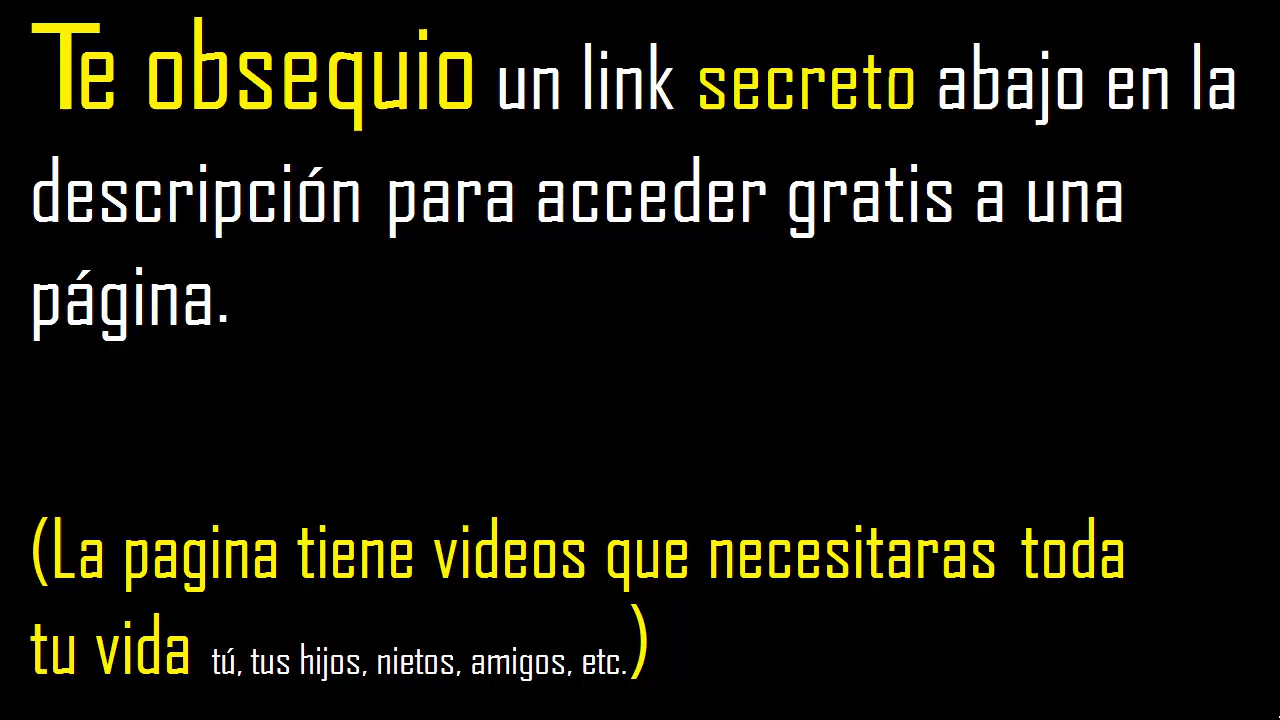 Te obsequio un link secreto abajo en la
descripción para acceder gratis a una
página.
(La pagina tiene videos que necesitaras toda
tu vida tú, tus hijos, nietos, amigos, etc.)